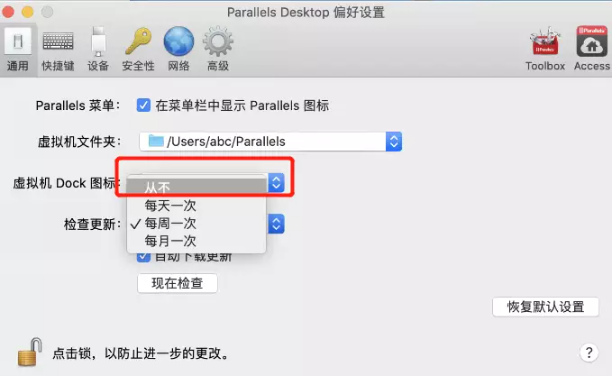 Parallels Desktop 偏好设置
通用 快捷键 设备 安全性 网络 高级 Toolbox Access
Parallels 菜单： 在菜单栏中显示 Parallels 图标
虚拟机文件夹： /Users/abc/Parallels
虚拟机 Dock 图标：
从不
每天一次
检查更新： ✓ 每周一次
每月一次
自动下载更新
现在检查
恢复默认设置
点击锁，以防止进一步的更改。 ?